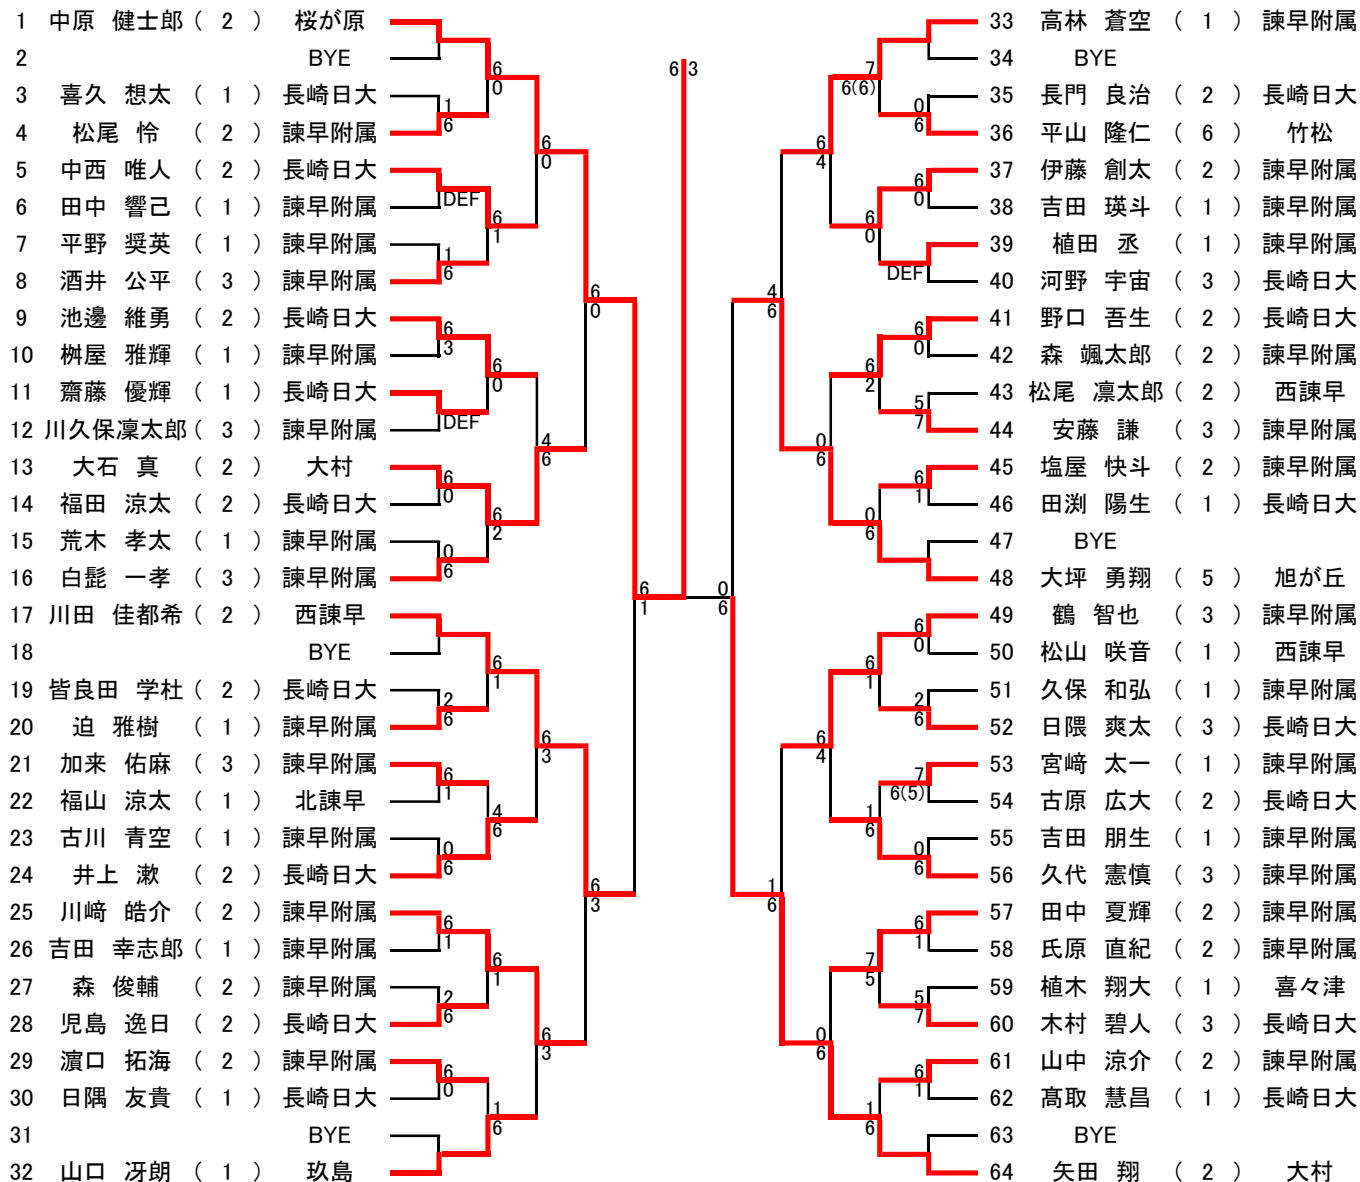 1 中原 健士郎 ( 2 ) 桜が原
2 BYE
3 喜久 想太 ( 1 ) 長崎日大
4 松尾 怜 ( 2 ) 諫早附属
5 中西 唯人 ( 2 ) 長崎日大
6 田中 響己 ( 1 ) 諫早附属
7 平野 奨英 ( 1 ) 諫早附属
8 酒井 公平 ( 3 ) 諫早附属
9 池邊 維勇 ( 2 ) 長崎日大
10 桝屋 雅輝 ( 1 ) 諫早附属
11 齋藤 優輝 ( 1 ) 長崎日大
12 川久保凜太郎 ( 3 ) 諫早附属
13 大石 真 ( 2 ) 大村
14 福田 涼太 ( 2 ) 長崎日大
15 荒木 孝太 ( 1 ) 諫早附属
16 白髭 一孝 ( 3 ) 諫早附属
17 川田 佳都希 ( 2 ) 西諫早
18 BYE
19 皆良田 学杜 ( 2 ) 長崎日大
20 迫 雅樹 ( 1 ) 諫早附属
21 加来 佑麻 ( 3 ) 諫早附属
22 福山 涼太 ( 1 ) 北諫早
23 古川 青空 ( 1 ) 諫早附属
24 井上 漱 ( 2 ) 長崎日大
25 川﨑 皓介 ( 2 ) 諫早附属
26 吉田 幸志郎 ( 1 ) 諫早附属
27 森 俊輔 ( 2 ) 諫早附属
28 児島 逸日 ( 2 ) 長崎日大
29 濵口 拓海 ( 2 ) 諫早附属
30 日隅 友貴 ( 1 ) 長崎日大
31 BYE
32 山口 冴朗 ( 1 ) 玖島
1
6
DEF
1
6
6
3
DEF
6
0
0
6
2
6
6
1
0
6
6
1
2
6
6
0
6
0
6
1
6
0
6
2
6
1
4
6
6
1
1
6
6
0
4
6
6
3
6
3
6
0
6
3
6
1
6 3
0
6
4
6
1
6
6
4
0
6
6
4
0
6
7
6(6)
6
0
6
2
0
6
6
1
1
6
7
5
1
6
0
6
6
0
DEF
6
0
5
7
6
1
6
0
2
6
7
6(5)
0
6
6
1
5
7
6
1
33 高林 蒼空 ( 1 ) 諫早附属
34 BYE
35 長門 良治 ( 2 ) 長崎日大
36 平山 隆仁 ( 6 ) 竹松
37 伊藤 創太 ( 2 ) 諫早附属
38 吉田 瑛斗 ( 1 ) 諫早附属
39 植田 丞 ( 1 ) 諫早附属
40 河野 宇宙 ( 3 ) 長崎日大
41 野口 吾生 ( 2 ) 長崎日大
42 森 颯太郎 ( 2 ) 諫早附属
43 松尾 凛太郎 ( 2 ) 西諫早
44 安藤 謙 ( 3 ) 諫早附属
45 塩屋 快斗 ( 2 ) 諫早附属
46 田渕 陽生 ( 1 ) 長崎日大
47 BYE
48 大坪 勇翔 ( 5 ) 旭が丘
49 鶴 智也 ( 3 ) 諫早附属
50 松山 咲音 ( 1 ) 西諫早
51 久保 和弘 ( 1 ) 諫早附属
52 日隈 爽太 ( 3 ) 長崎日大
53 宮﨑 太一 ( 1 ) 諫早附属
54 古原 広大 ( 2 ) 長崎日大
55 吉田 朋生 ( 1 ) 諫早附属
56 久代 憲慎 ( 3 ) 諫早附属
57 田中 夏輝 ( 2 ) 諫早附属
58 氏原 直紀 ( 2 ) 諫早附属
59 植木 翔大 ( 1 ) 喜々津
60 木村 碧人 ( 3 ) 長崎日大
61 山中 涼介 ( 2 ) 諫早附属
62 髙取 慧昌 ( 1 ) 長崎日大
63 BYE
64 矢田 翔 ( 2 ) 大村